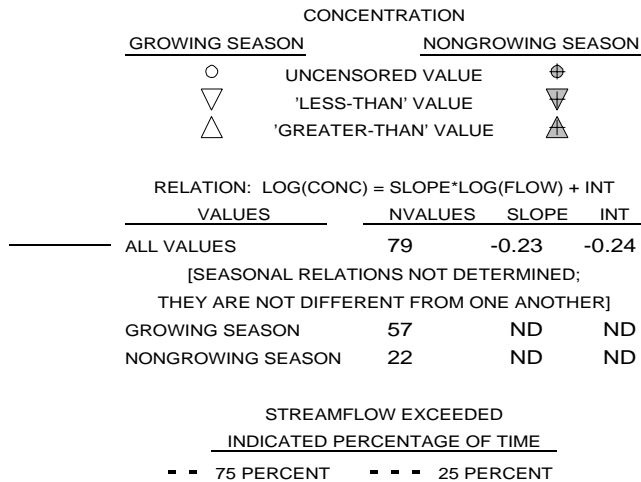 CONCENTRATION
GROWING SEASON NONGROWING SEASON
UNCENSORED VALUE
'LESS-THAN' VALUE
'GREATER-THAN' VALUE
RELATION: LOG(CONC) = SLOPE*LOG(FLOW) + INT
VALUES NVALUES SLOPE INT
ALL VALUES 79 -0.23 -0.24
[SEASONAL RELATIONS NOT DETERMINED;
THEY ARE NOT DIFFERENT FROM ONE ANOTHER]
GROWING SEASON 57 ND ND
NONGROWING SEASON 22 ND ND
STREAMFLOW EXCEEDED
INDICATED PERCENTAGE OF TIME
75 PERCENT 25 PERCENT